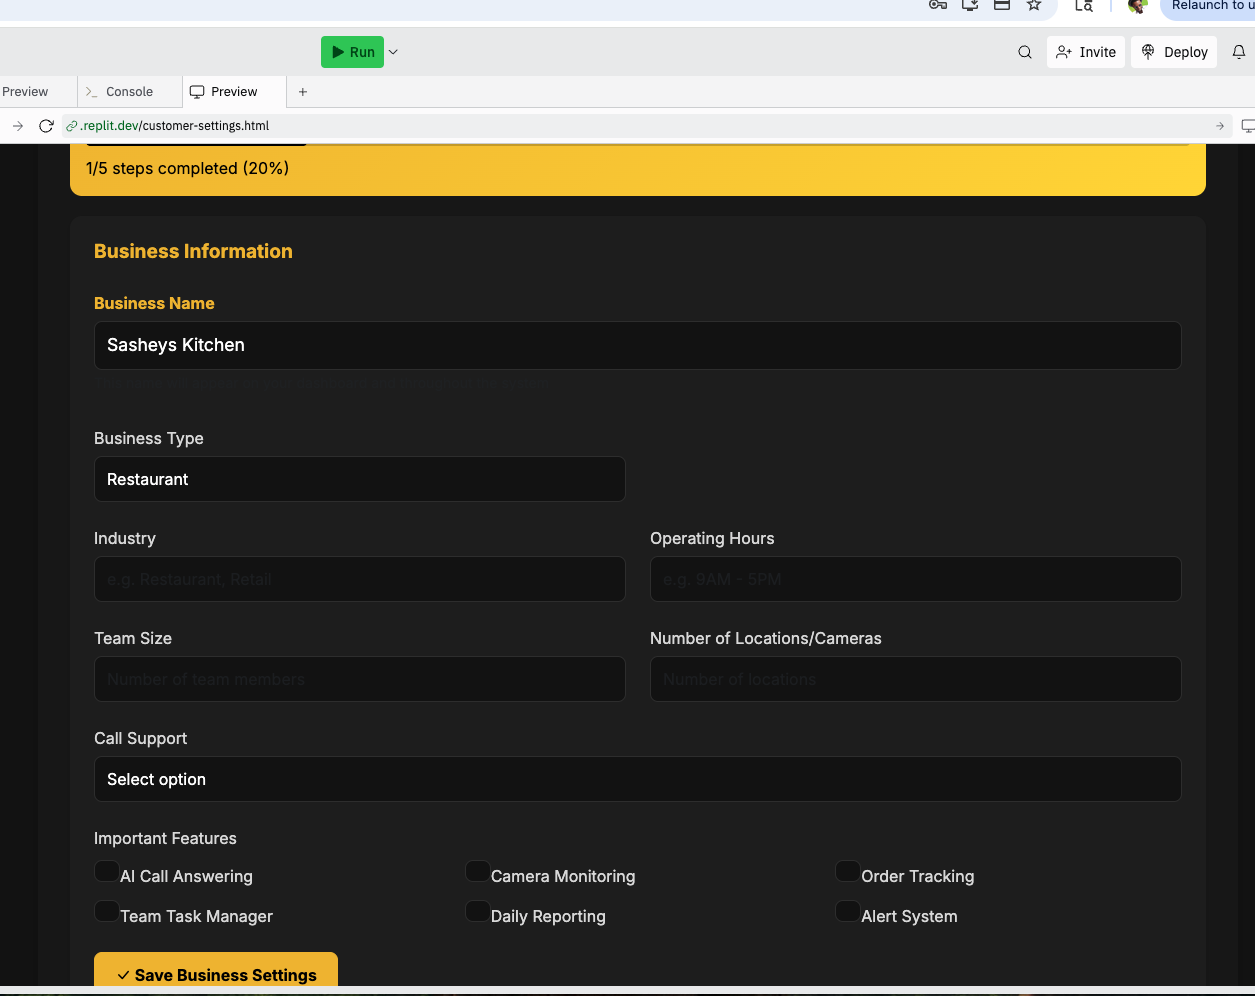 Relaunch to u
Run
Invite
Deploy
Preview
Console
Preview
.replit.dev/customer-settings.html
1/5 steps completed (20%)
Business Information
Business Name
Sasheys Kitchen
Business Type
Restaurant
Industry
Operating Hours
e.g. Restaurant, Retail
e.g. 9AM - 5PM
Team Size
Number of Locations/Cameras
Number of team members
Number of locations
Call Support
Select option
Important Features
AI Call Answering
Camera Monitoring
Order Tracking
Team Task Manager
Daily Reporting
Alert System
Save Business Settings